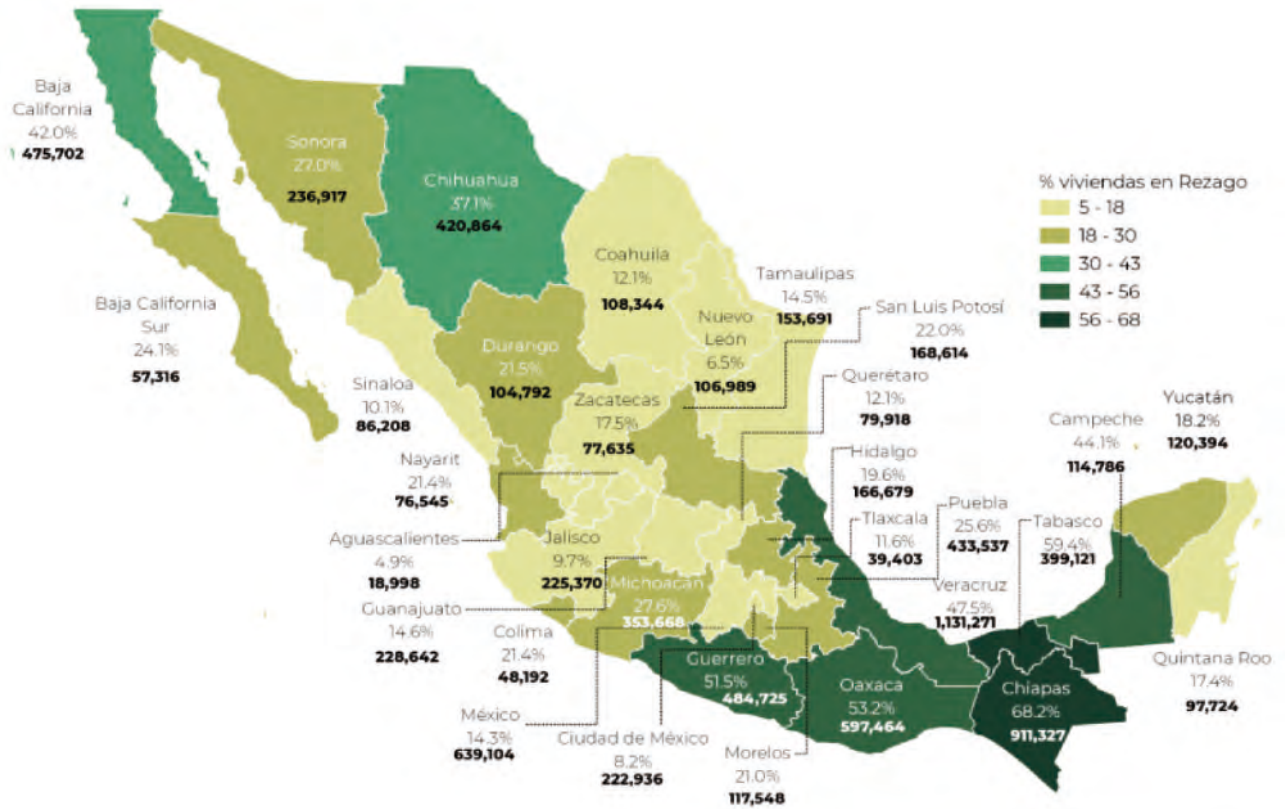 Baja
California
42.0%
475,702
Sonora
27.0%
236,917
Chihuahua
37.1%
420,864
% viviendas en Rezago
5 - 18
18 - 30
30 - 43
43 - 56
56 - 68
Coahuila
12.1%
108,344
Tamaulipas
14.5%
153,691
San Luis Potosí
22.0%
168,614
Nuevo
León
6.5%
106,989
Baja California
Sur
24.1%
57,316
Durango
21.5%
104,792
Sinaloa
10.1%
86,208
Zacatecas
17.5%
77,635
Querétaro
12.1%
79,918
Yucatán
18.2%
120,394
Campeche
44.1%
114,786
Nayarit
21.4%
76,545
Hidalgo
19.6%
166,679
Puebla
25.6%
433,537
Tlaxcala
11.6%
39,403
Tabasco
59.4%
399,121
Aguascalientes
4.9%
18,998
Jalisco
9.7%
225,370
Veracruz
47.5%
1,131,271
Michoacán
27.6%
353,668
Guanajuato
14.6%
228,642
Colima
21.4%
48,192
Guerrero
51.5%
484,725
Oaxaca
53.2%
597,464
Chiapas
68.2%
911,327
Quintana Roo
17.4%
97,724
México
14.3%
639,104
Ciudad de México
8.2%
222,936
Morelos
21.0%
117,548